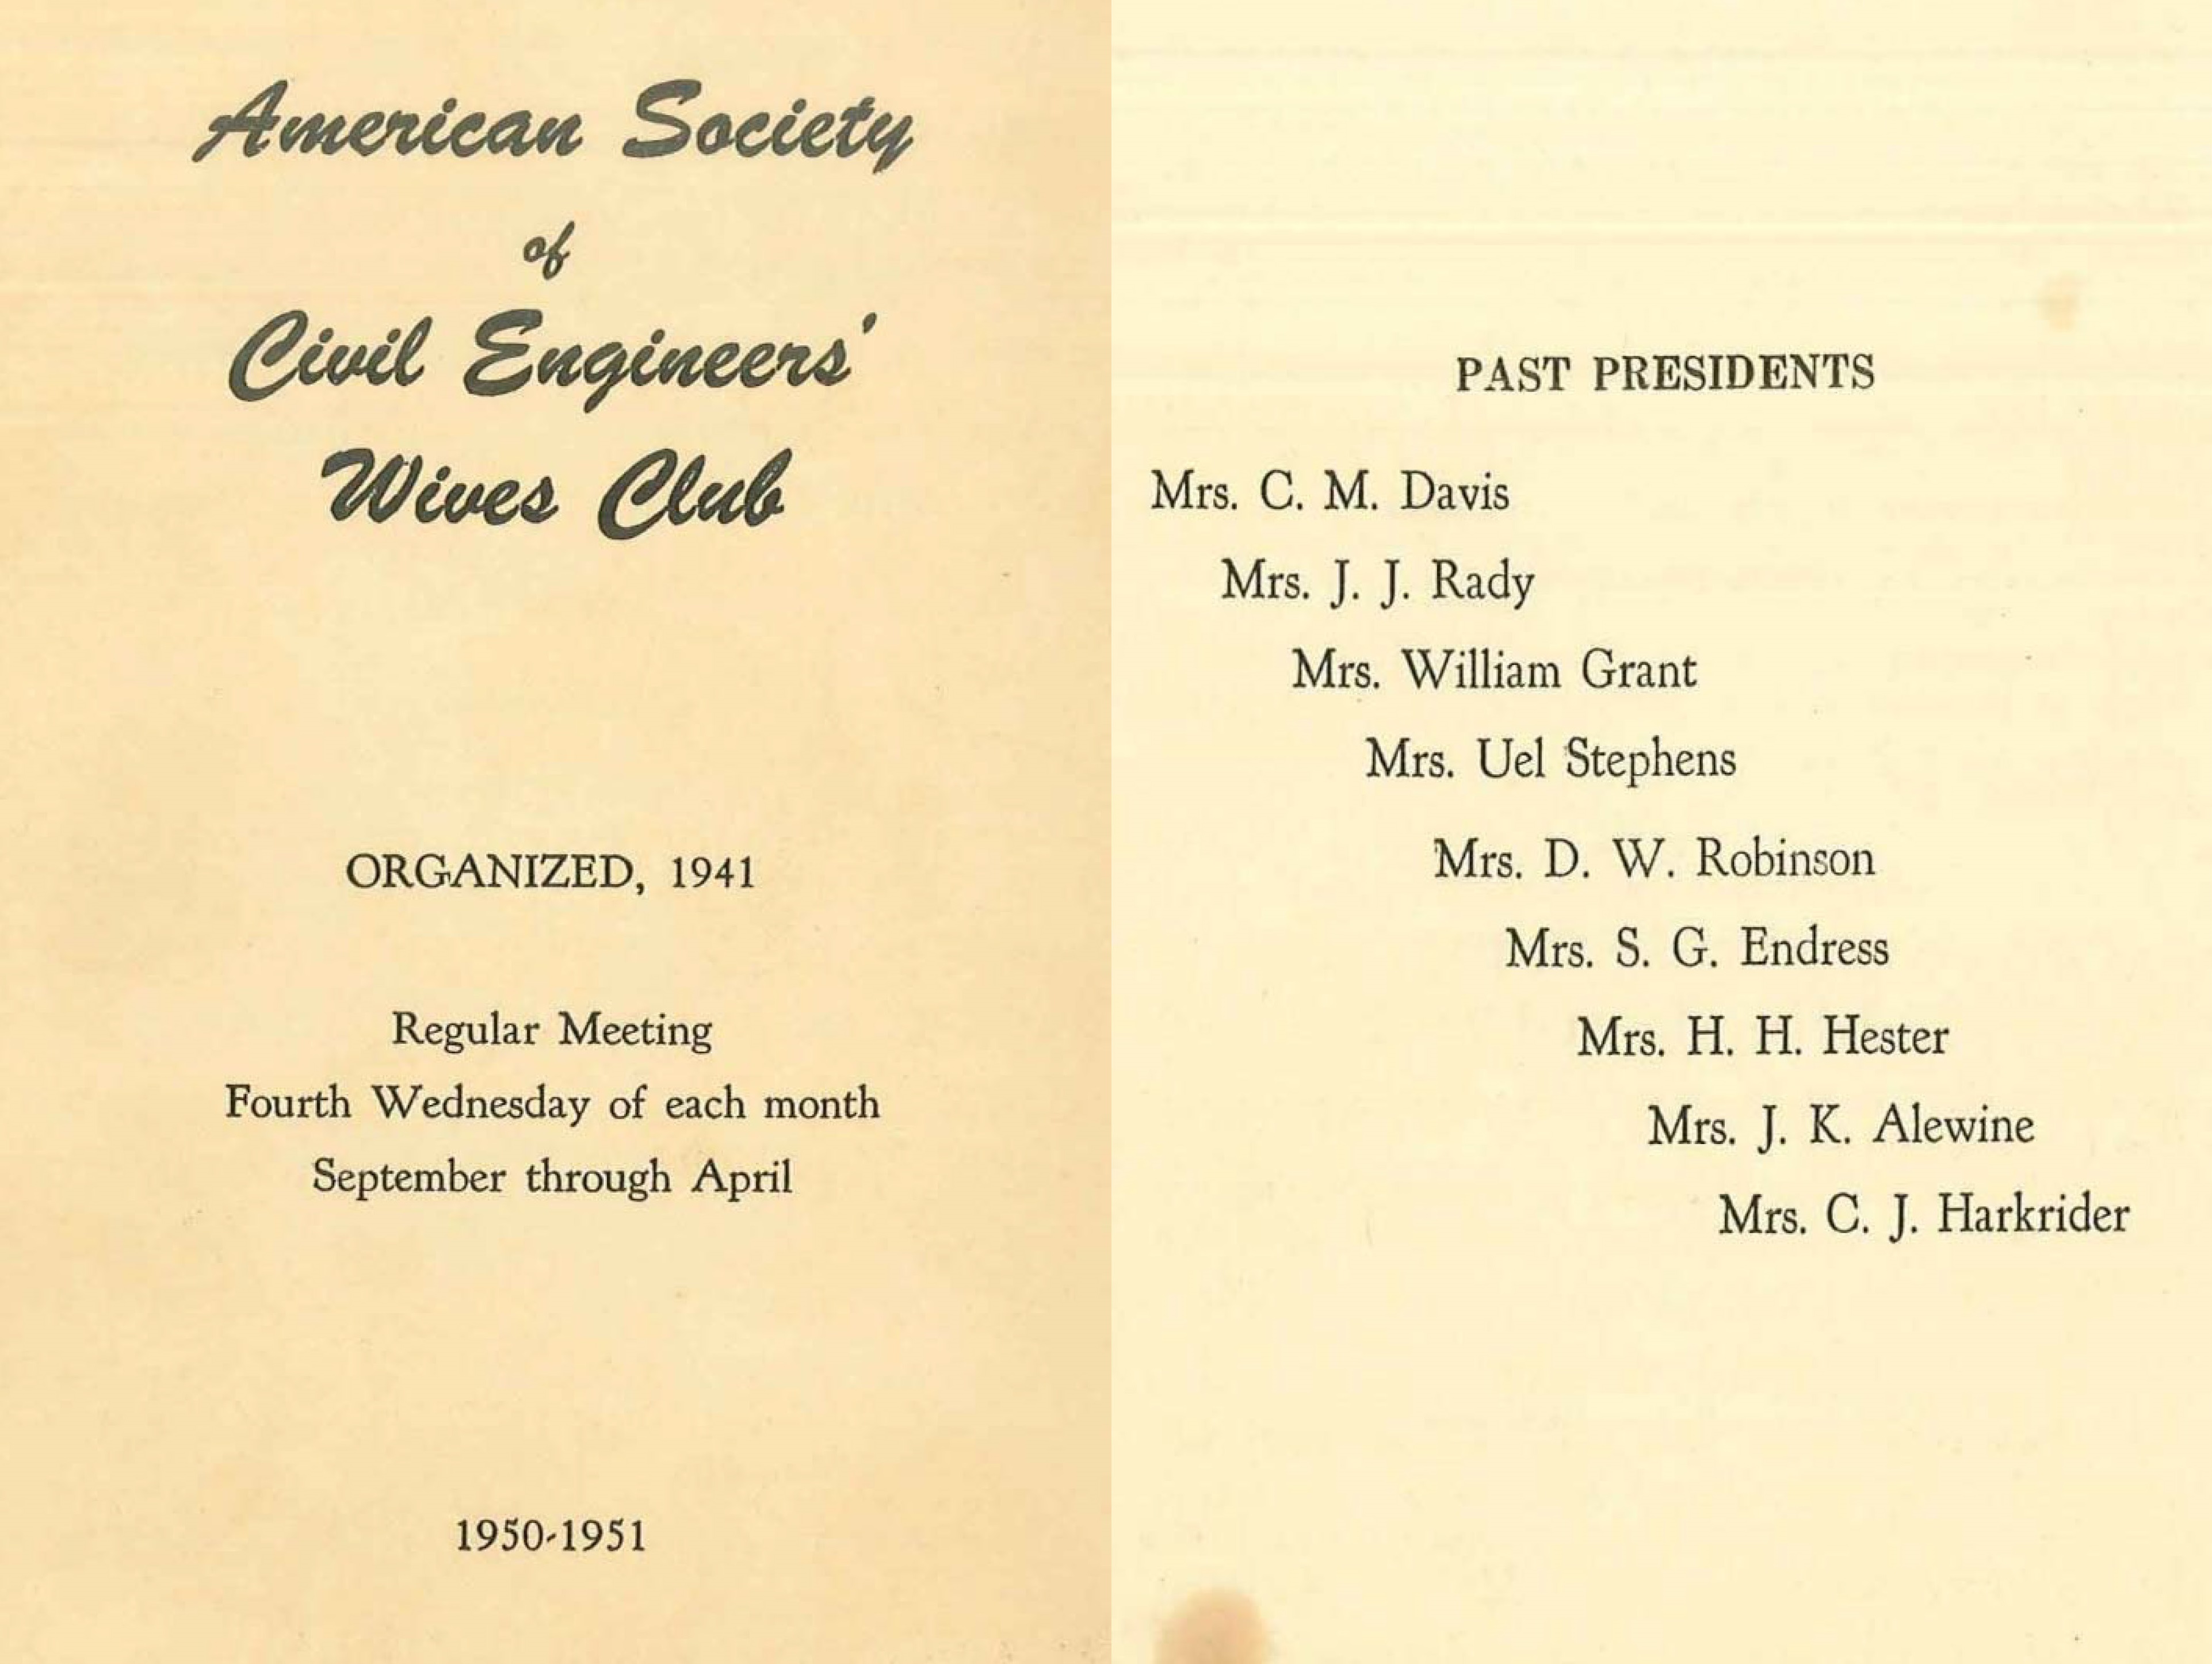 American Society
of
Civil Engineers'
Wives Club
ORGANIZED, 1941
Regular Meeting
Fourth Wednesday of each month
September through April
1950-1951
PAST PRESIDENTS
Mrs. C. M. Davis
Mrs. J. J. Rady
Mrs. William Grant
Mrs. Uel Stephens
Mrs. D. W. Robinson
Mrs. S. G. Endress
Mrs. H. H. Hester
Mrs. J. K. Alewine
Mrs. C. J. Harkrider